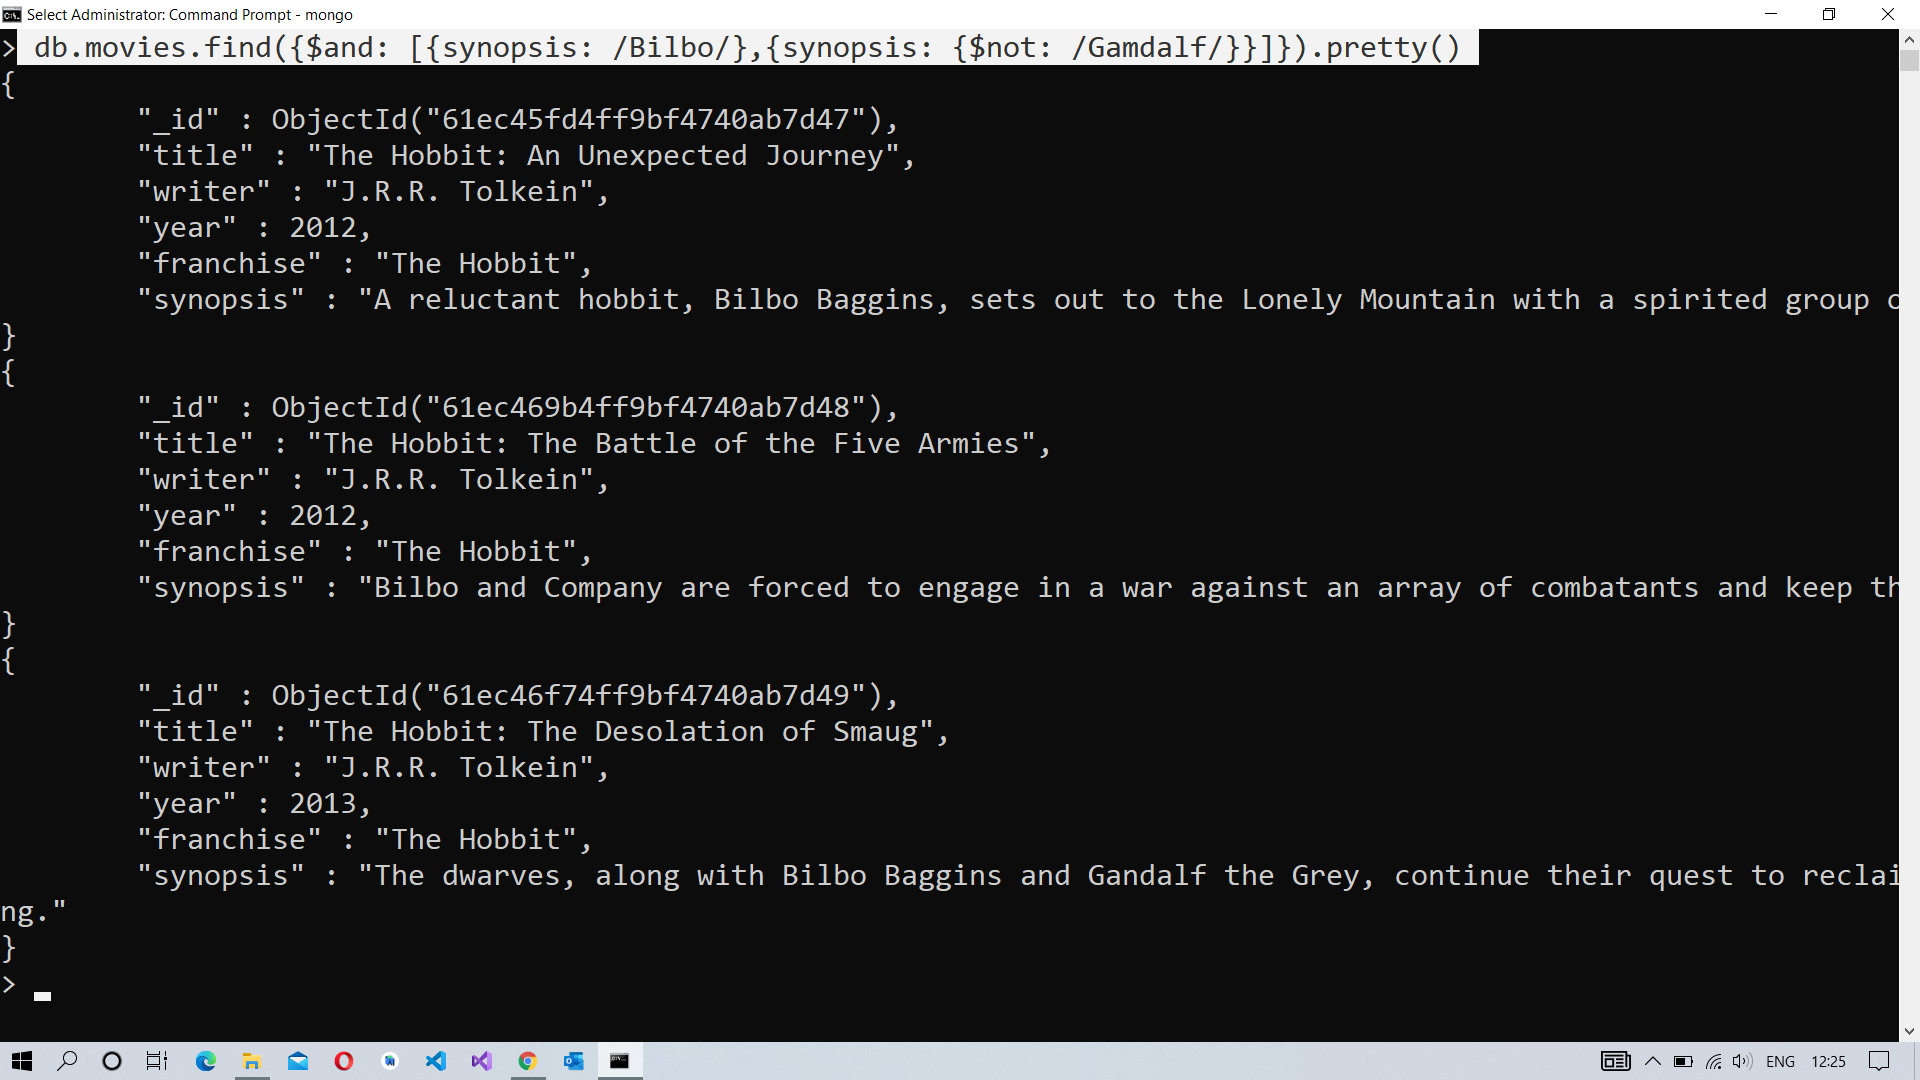 Select Administrator: Command Prompt - mongo
> db.movies.find({$and: [{synopsis: /Bilbo/},{synopsis: {$not: /Gamdalf/}}]}).pretty()
{
"_id" : ObjectId("61ec45fd4ff9bf4740ab7d47"),
"title" : "The Hobbit: An Unexpected Journey",
"writer" : "J.R.R. Tolkein",
"year" : 2012,
"franchise" : "The Hobbit",
"synopsis" : "A reluctant hobbit, Bilbo Baggins, sets out to the Lonely Mountain with a spirited group
}
{
"_id" : ObjectId("61ec469b4ff9bf4740ab7d48"),
"title" : "The Hobbit: The Battle of the Five Armies",
"writer" : "J.R.R. Tolkein",
"year" : 2012,
"franchise" : "The Hobbit",
"synopsis" : "Bilbo and Company are forced to engage in a war against an array of combatants and keep th
}
{
"_id" : ObjectId("61ec46f74ff9bf4740ab7d49"),
"title" : "The Hobbit: The Desolation of Smaug",
"writer" : "J.R.R. Tolkein",
"year" : 2013,
"franchise" : "The Hobbit",
"synopsis" : "The dwarves, along with Bilbo Baggins and Gandalf the Grey, continue their quest to reclai
ng."
}
>
ENG 12:25